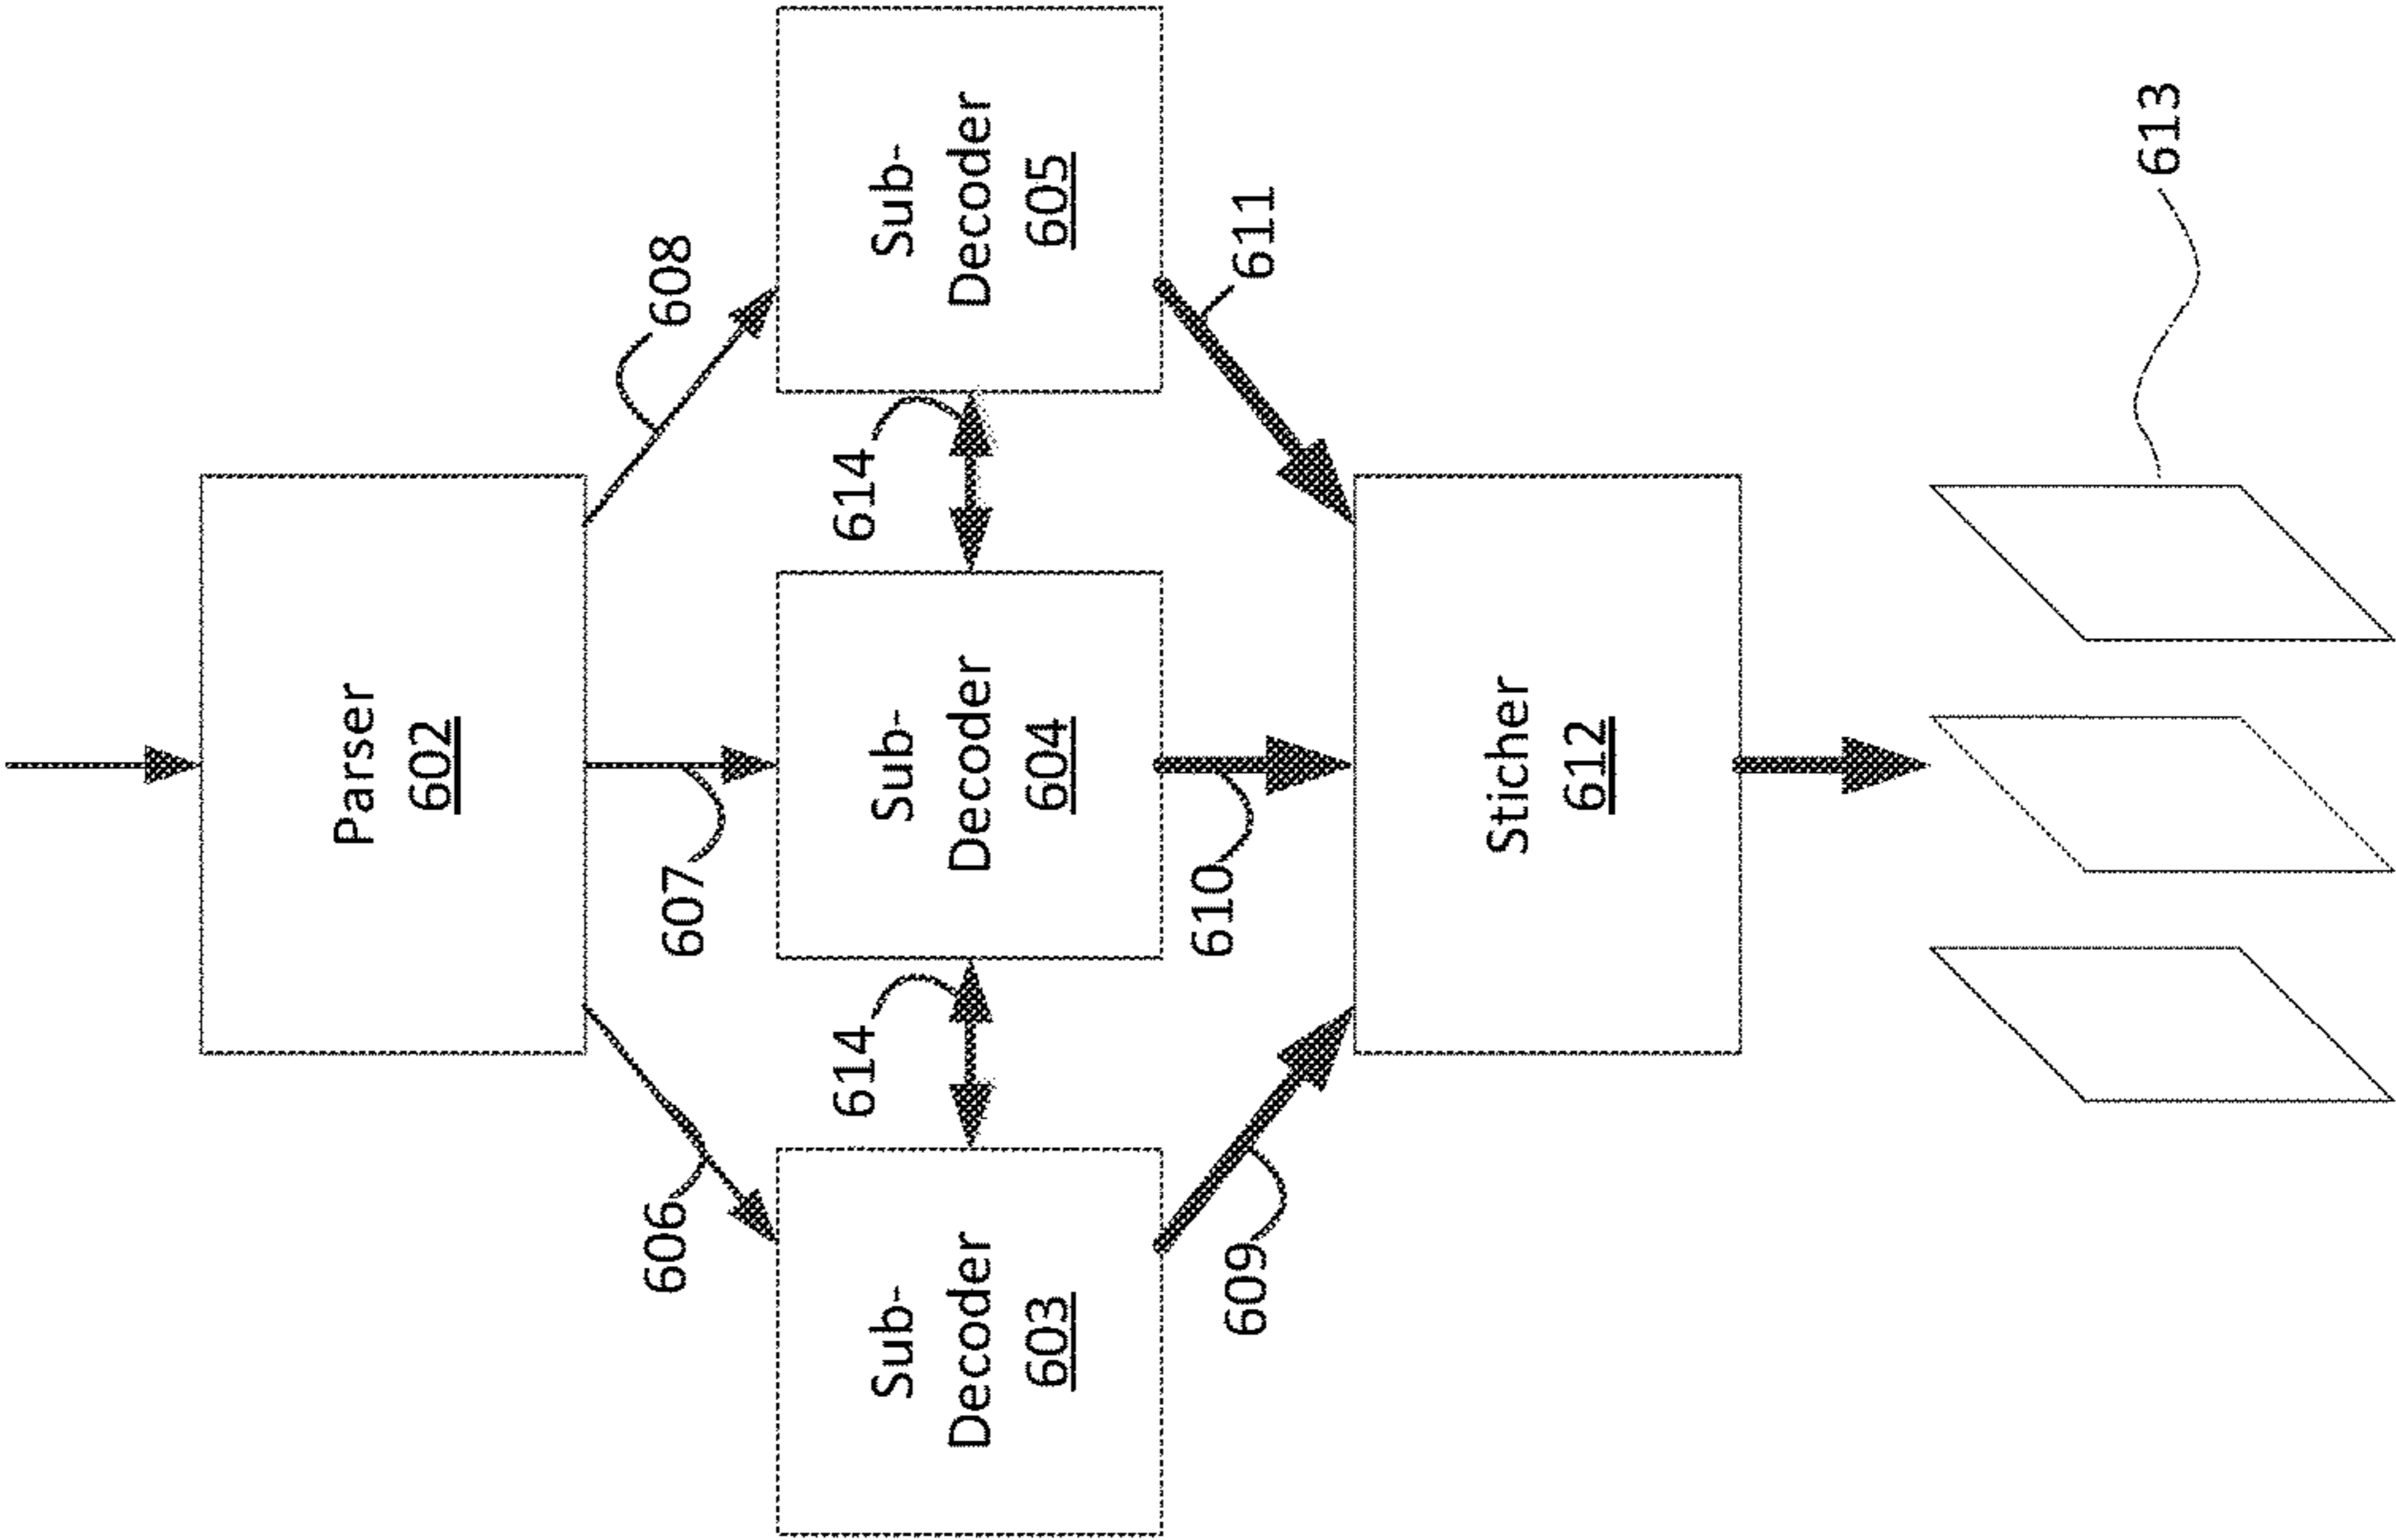 Parser
602
606
607
608
Sub-
Decoder
603
614
Sub-
Decoder
604
614
Sub-
Decoder
605
609
610
611
Sticher
612
613